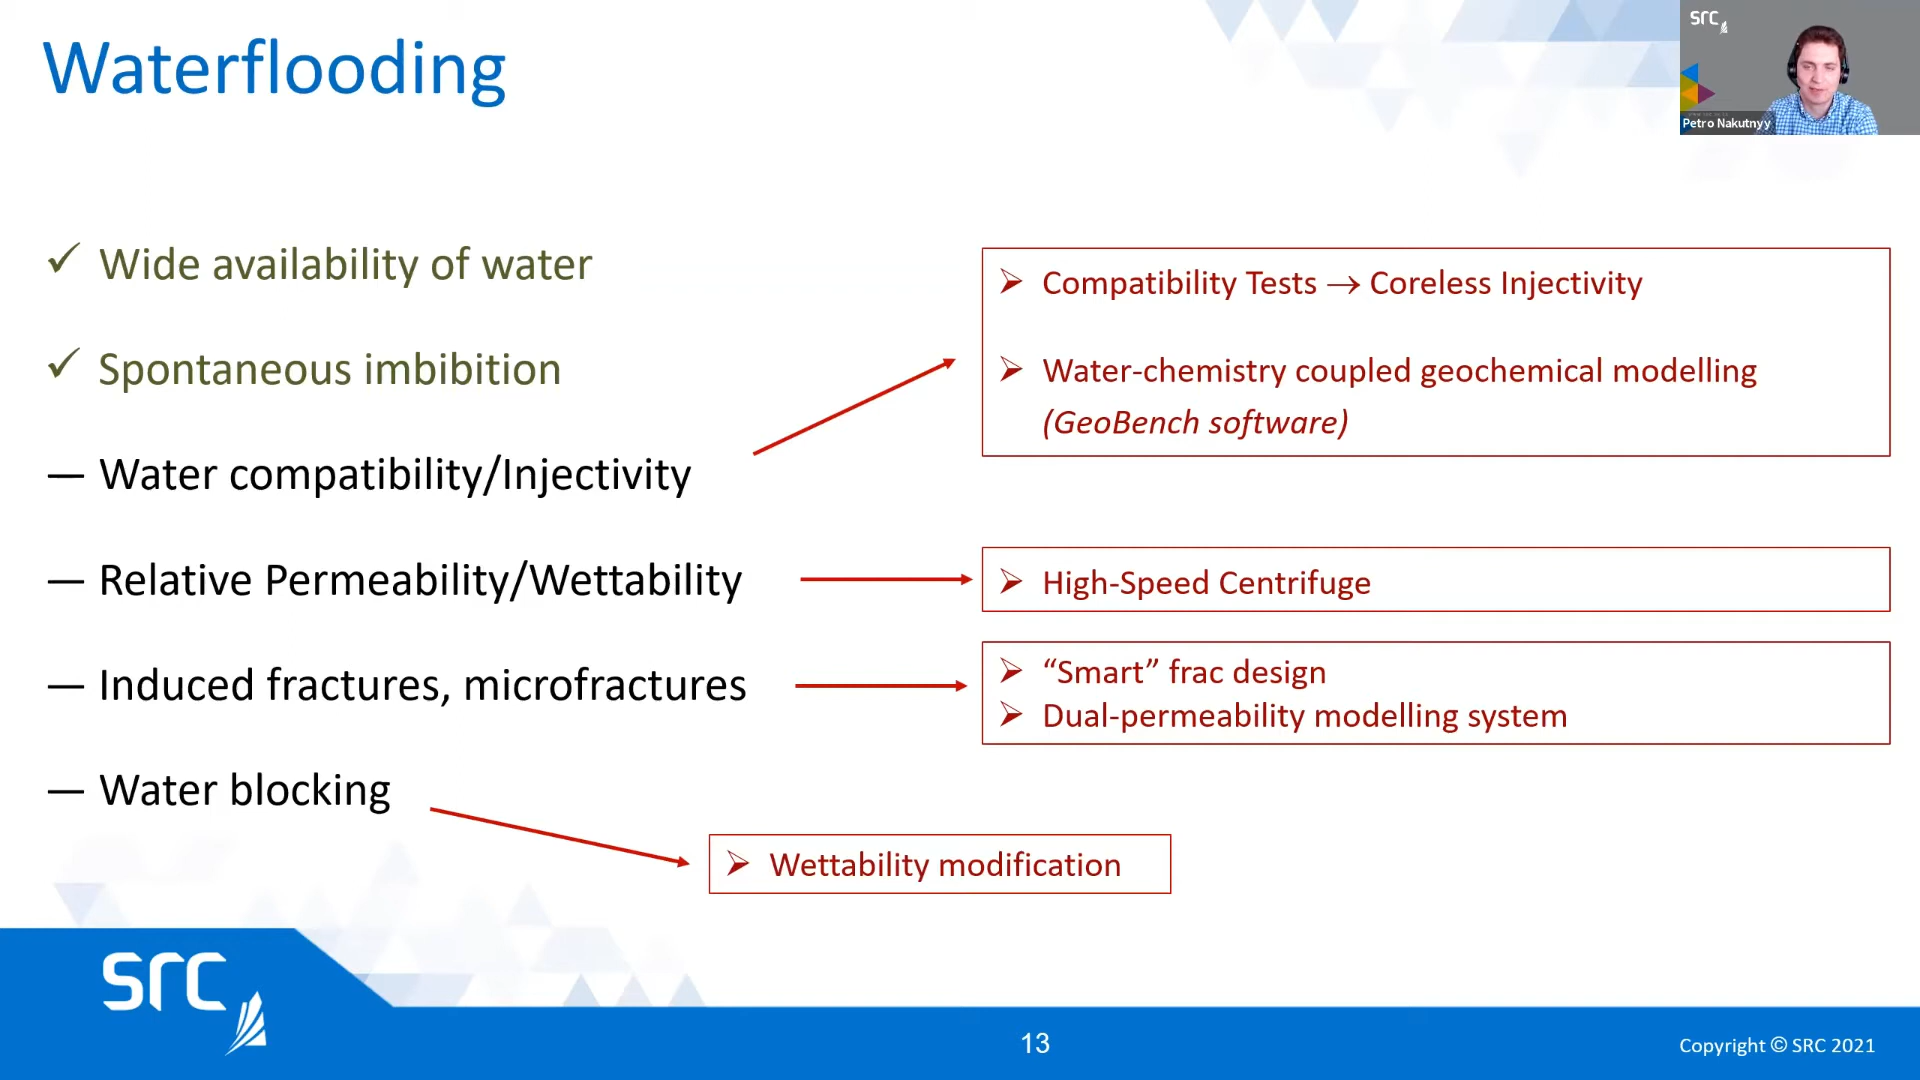 Waterflooding
src
Petro Nakutnyy
✓ Wide availability of water
✓ Spontaneous imbibition
— Water compatibility/Injectivity
— Relative Permeability/Wettability
— Induced fractures, microfractures
— Water blocking
➢ Compatibility Tests → Coreless Injectivity
➢ Water-chemistry coupled geochemical modelling
(GeoBench software)
➢ High-Speed Centrifuge
➢ “Smart” frac design
➢ Dual-permeability modelling system
➢ Wettability modification
src
13
Copyright © SRC 2021